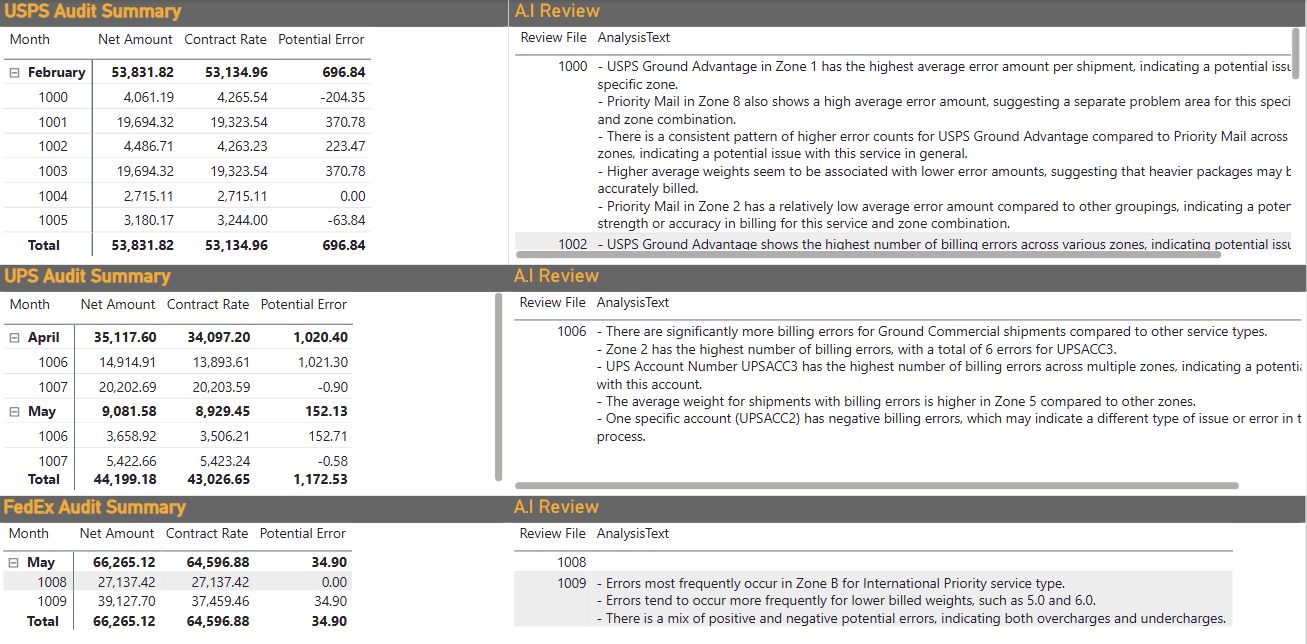 USPS Audit Summary
Month Net Amount Contract Rate Potential Error
February 53,831.82 53,134.96 696.84
1000 4,061.19 4,265.54 -204.35
1001 19,694.32 19,323.54 370.78
1002 4,486.71 4,263.23 223.47
1003 19,694.32 19,323.54 370.78
1004 2,715.11 2,715.11 0.00
1005 3,180.17 3,244.00 -63.84
Total 53,831.82 53,134.96 696.84
A.I Review
Review File AnalysisText
1000 - USPS Ground Advantage in Zone 1 has the highest average error amount per shipment, indicating a potential issu
specific zone.
- Priority Mail in Zone 8 also shows a high average error amount, suggesting a separate problem area for this speci
and zone combination.
- There is a consistent pattern of higher error counts for USPS Ground Advantage compared to Priority Mail across
zones, indicating a potential issue with this service in general.
- Higher average weights seem to be associated with lower error amounts, suggesting that heavier packages may b
accurately billed.
- Priority Mail in Zone 2 has a relatively low average error amount compared to other groupings, indicating a poter
strength or accuracy in billing for this service and zone combination.
1002 - USPS Ground Advantage shows the highest number of billing errors across various zones, indicating potential issu
UPS Audit Summary
Month Net Amount Contract Rate Potential Error
April 35,117.60 34,097.20 1,020.40
1006 14,914.91 13,893.61 1,021.30
1007 20,202.69 20,203.59 -0.90
May 9,081.58 8,929.45 152.13
1006 3,658.92 3,506.21 152.71
1007 5,422.66 5,423.24 -0.58
Total 44,199.18 43,026.65 1,172.53
A.I Review
Review File AnalysisText
1006 - There are significantly more billing errors for Ground Commercial shipments compared to other service types.
- Zone 2 has the highest number of billing errors, with a total of 6 errors for UPSACC3.
- UPS Account Number UPSACC3 has the highest number of billing errors across multiple zones, indicating a potentia
with this account.
- The average weight for shipments with billing errors is higher in Zone 5 compared to other zones.
- One specific account (UPSACC2) has negative billing errors, which may indicate a different type of issue or error in t
process.
FedEx Audit Summary
Month Net Amount Contract Rate Potential Error
May 66,265.12 64,596.88 34.90
1008 27,137.42 27,137.42 0.00
1009 39,127.70 37,459.46 34.90
Total 66,265.12 64,596.88 34.90
A.I Review
Review File AnalysisText
1008
1009 - Errors most frequently occur in Zone B for International Priority service type.
- Errors tend to occur more frequently for lower billed weights, such as 5.0 and 6.0.
- There is a mix of positive and negative potential errors, indicating both overcharges and undercharges.